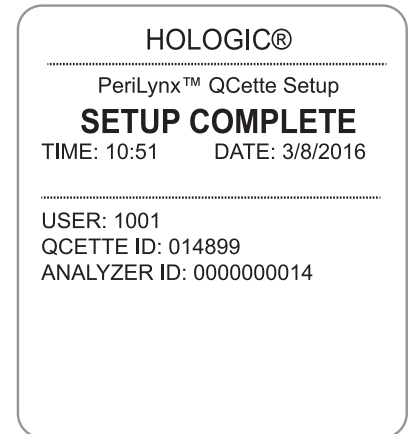 HOLOGIC®
PeriLynx™ QCette Setup
SETUP COMPLETE
TIME: 10:51 DATE: 3/8/2016
USER: 1001
QCETTE ID: 014899
ANALYZER ID: 0000000014